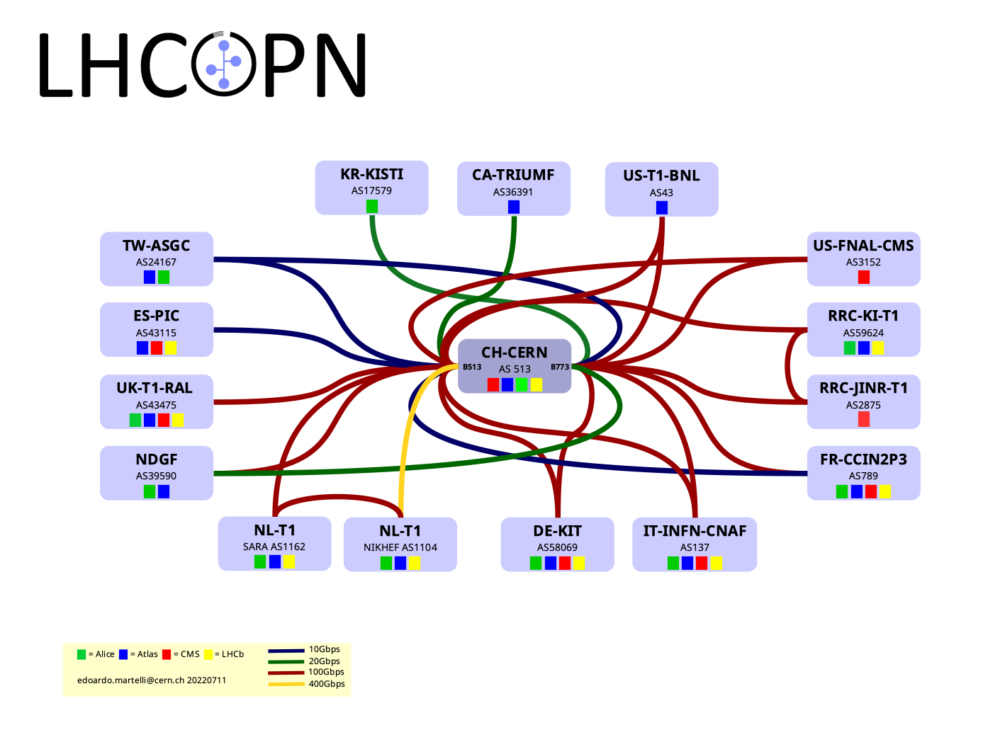 LHCOPN
KR-KISTI
AS17579
CA-TRIUMF
AS36391
US-T1-BNL
AS43
TW-ASGC
AS24167
US-FNAL-CMS
AS3152
ES-PIC
AS43115
RRC-KI-T1
AS59624
CH-CERN
AS 513
B513
B773
UK-T1-RAL
AS43475
RRC-JINR-T1
AS2875
NDGF
AS39590
FR-CCIN2P3
AS789
NL-T1
SARA AS1162
NL-T1
NIKHEF AS1104
DE-KIT
AS58069
IT-INFN-CNAF
AS137
= Alice = Atlas = CMS = LHCb
edoardo.martelli@cern.ch 20220711
10Gbps
20Gbps
100Gbps
400Gbps